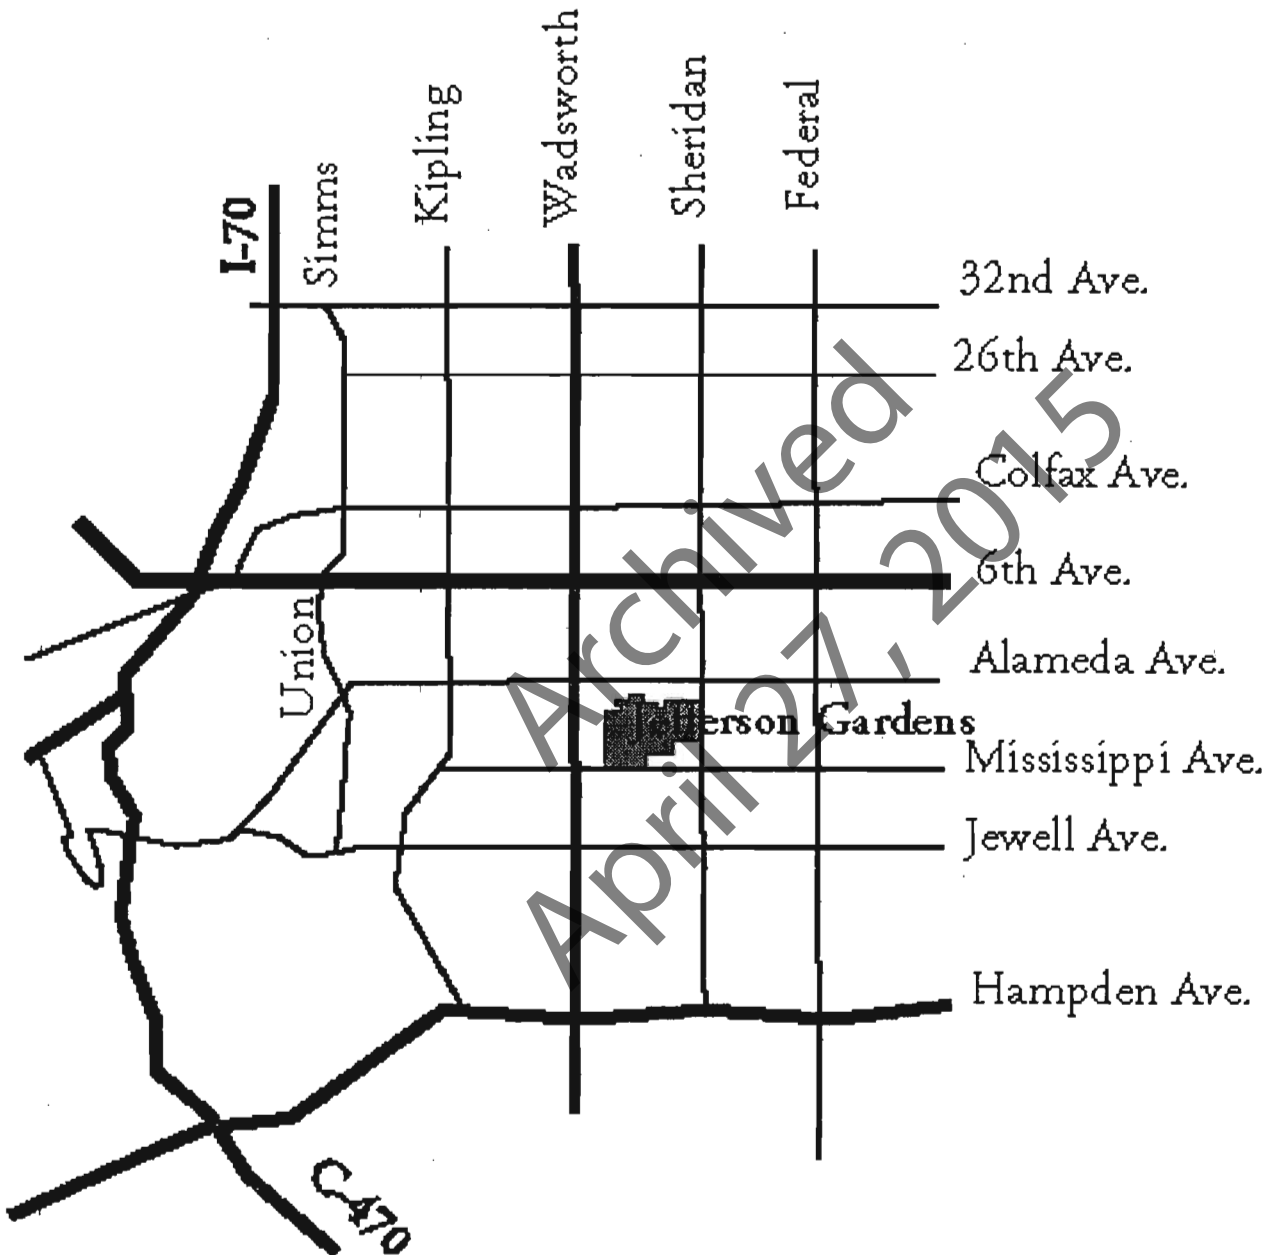 I-70
Simms
Kipling
Wadsworth
Sheridan
Federal
32nd Ave.
26th Ave.
Colfax Ave.
6th Ave.
Union
Alameda Ave.
Jefferson Gardens
Mississippi Ave.
Jewell Ave.
Hampden Ave.
C-470
Archived
April 27, 2015